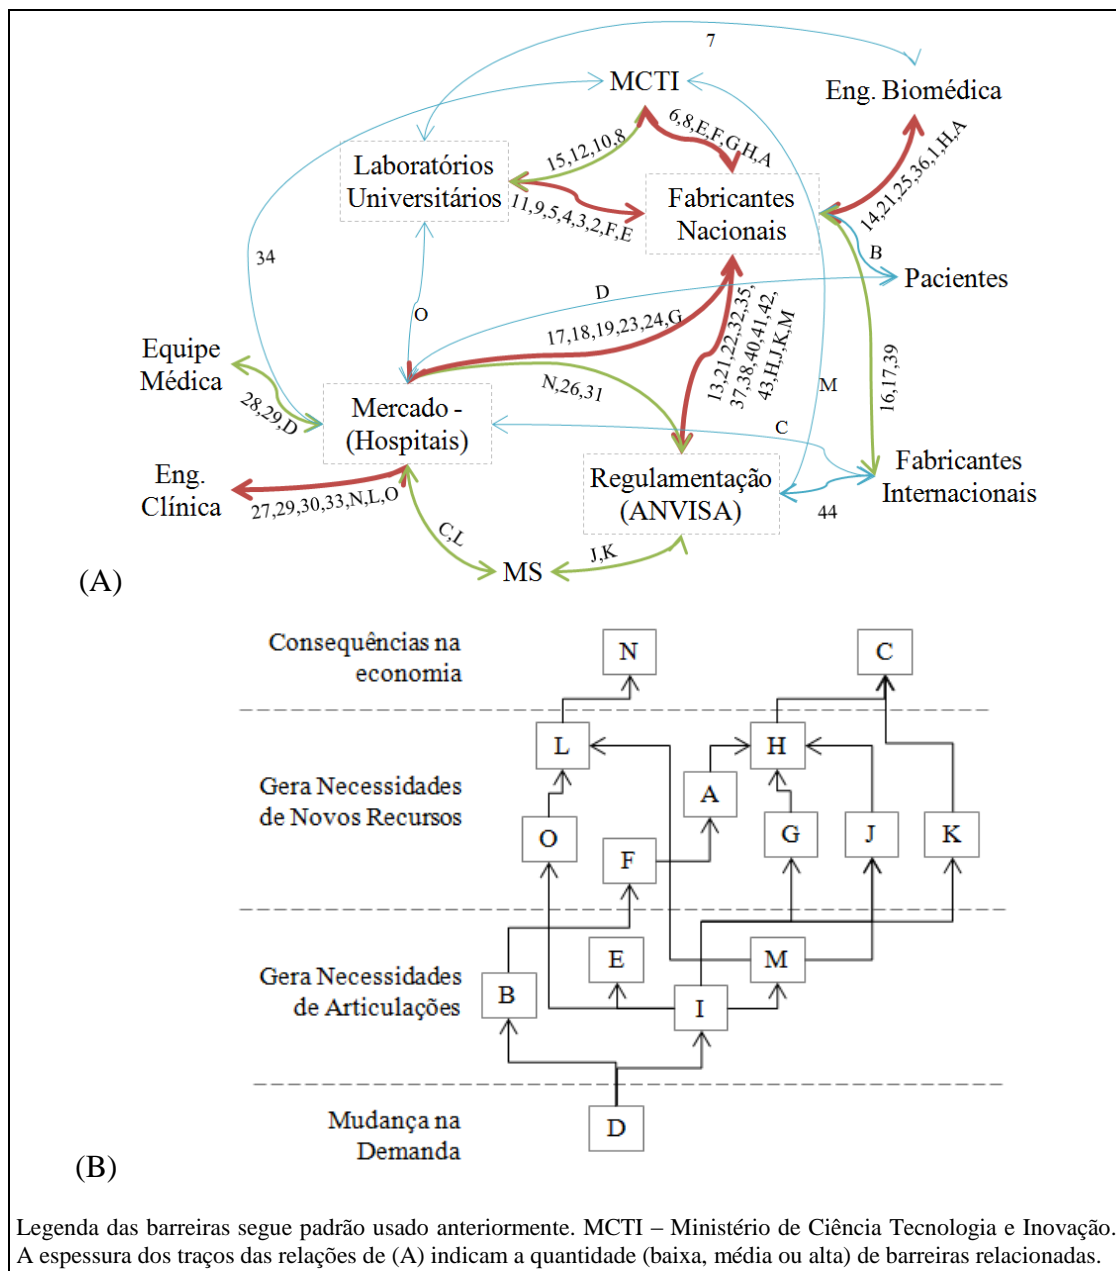 7
MCTI
Eng. Biomédica
6,8,E,F,G,H,A
15,12,10,8
Laboratórios
Universitários
14,21,25,36,1,H,A
Fabricantes
Nacionais
11,9,5,4,3,2,F,E
34
B
Pacientes
D
O
17,18,19,23,24,G
13,21,22,32,35,
37,38,40,41,42,
43,H,J,K,M
Equipe
Médica
16,17,39
N,26,31
M
28,29,D
Mercado -
(Hospitais)
C
Eng.
Clínica
Regulamentação
(ANVISA)
Fabricantes
Internacionais
27,29,30,33,N,L,O
44
C,L
J,K
MS
(A)
Consequências na
economia
N
C
L
H
Gera Necessidades
de Novos Recursos
A
O
F
G
J
K
Gera Necessidades
de Articulações
E
M
B
I
Mudança na
Demanda
D
(B)
Legenda das barreiras segue padrão usado anteriormente. MCTI – Ministério de Ciência Tecnologia e Inovação.
A espessura dos traços das relações de (A) indicam a quantidade (baixa, média ou alta) de barreiras relacionadas.